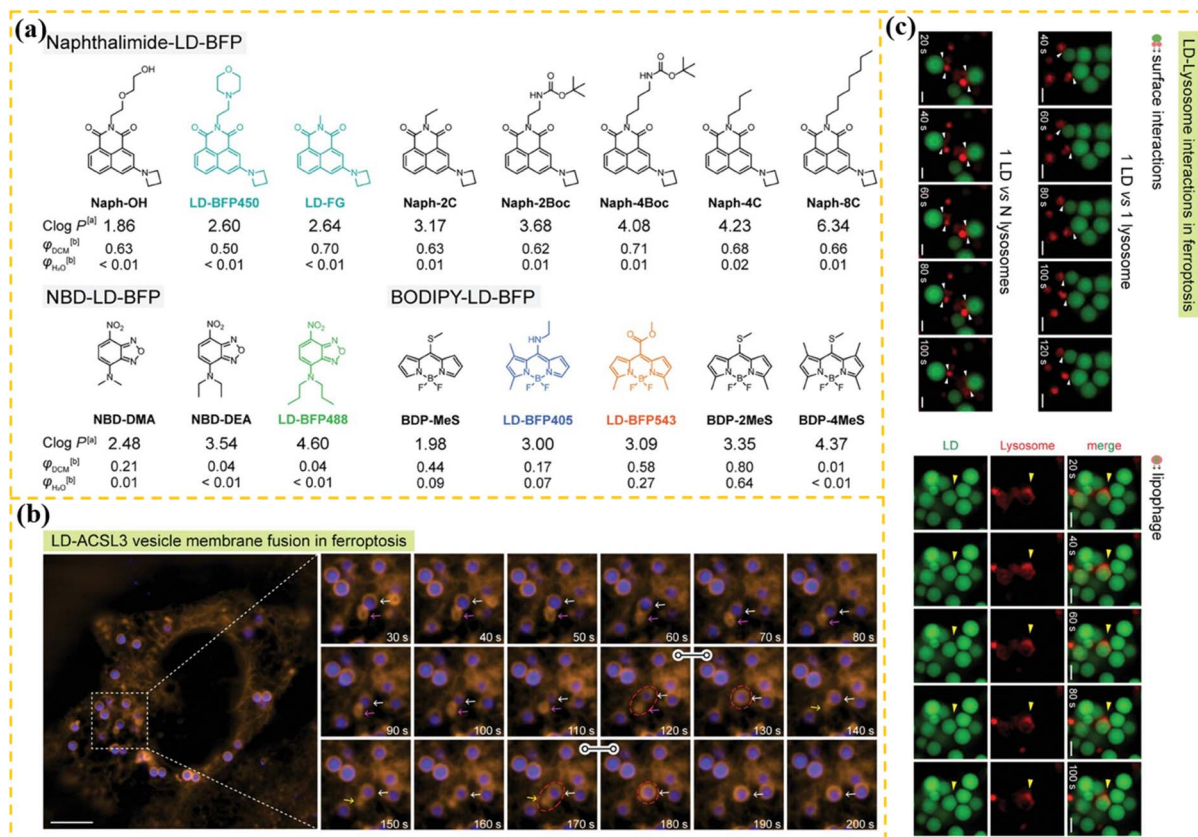 (a)
Naphthalimide-LD-BFP
OH
O
O
N
O
N
O
O
N
O
N
O
O
N
O
N
O
N
O
N
O
HN
O
O
N
O
N
HN
O
O
O
N
O
N
O
N
O
N
O
N
O
N
Naph-OH LD-BFP450 LD-FG Naph-2C Naph-2Boc Naph-4Boc Naph-4C Naph-8C
Clog P[a] 1.86 2.60 2.64 3.17 3.68 4.08 4.23 6.34
φDCM[b] 0.63 0.50 0.70 0.63 0.62 0.71 0.68 0.66
φH₂O[b] < 0.01 < 0.01 < 0.01 0.01 0.01 0.01 0.02 0.01
NBD-LD-BFP BODIPY-LD-BFP
NO₂ NO₂ NO₂ S HN O O S S
N O N N O N N O N
N N N N B N N B N N B N N B N N B N
F F F F F F F F F F
NBD-DMA NBD-DEA LD-BFP488 BDP-MeS LD-BFP405 LD-BFP543 BDP-2MeS BDP-4MeS
Clog P[a] 2.48 3.54 4.60 1.98 3.00 3.09 3.35 4.37
φDCM[b] 0.21 0.04 0.04 0.44 0.17 0.58 0.80 0.01
φH₂O[b] 0.01 < 0.01 < 0.01 0.09 0.07 0.27 0.64 < 0.01
(b)
LD-ACSL3 vesicle membrane fusion in ferroptosis
30 s 40 s 50 s 60 s 70 s 80 s
90 s 100 s 110 s 120 s 130 s 140 s
150 s 160 s 170 s 180 s 190 s 200 s
(c)
LD-Lysosome interactions in ferroptosis
: surface interactions
1 LD vs 1 lysosome
40 s 60 s 80 s 100 s 120 s
1 LD vs N lysosomes
20 s 40 s 60 s 80 s 100 s
: lipophage
merge
Lysosome
LD
20 s 40 s 60 s 80 s 100 s